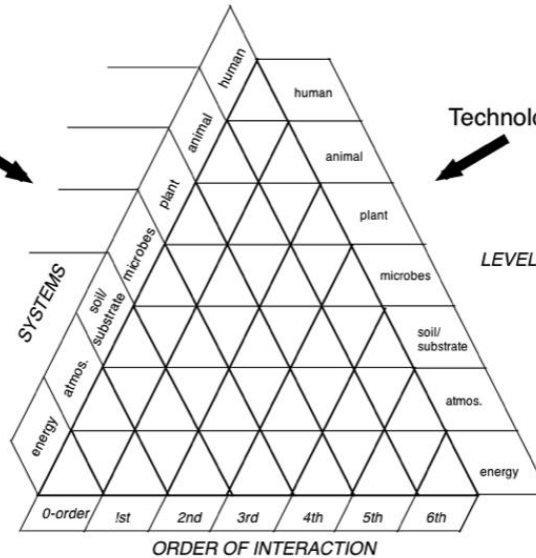 human
animal
plant
microbes
soil/
substrate
atmos.
energy
SYSTEMS
human
animal
plant
microbes
soil/
substrate
atmos.
energy
Technolo
LEVEL
0-order
!st
2nd
3rd
4th
5th
6th
ORDER OF INTERACTION